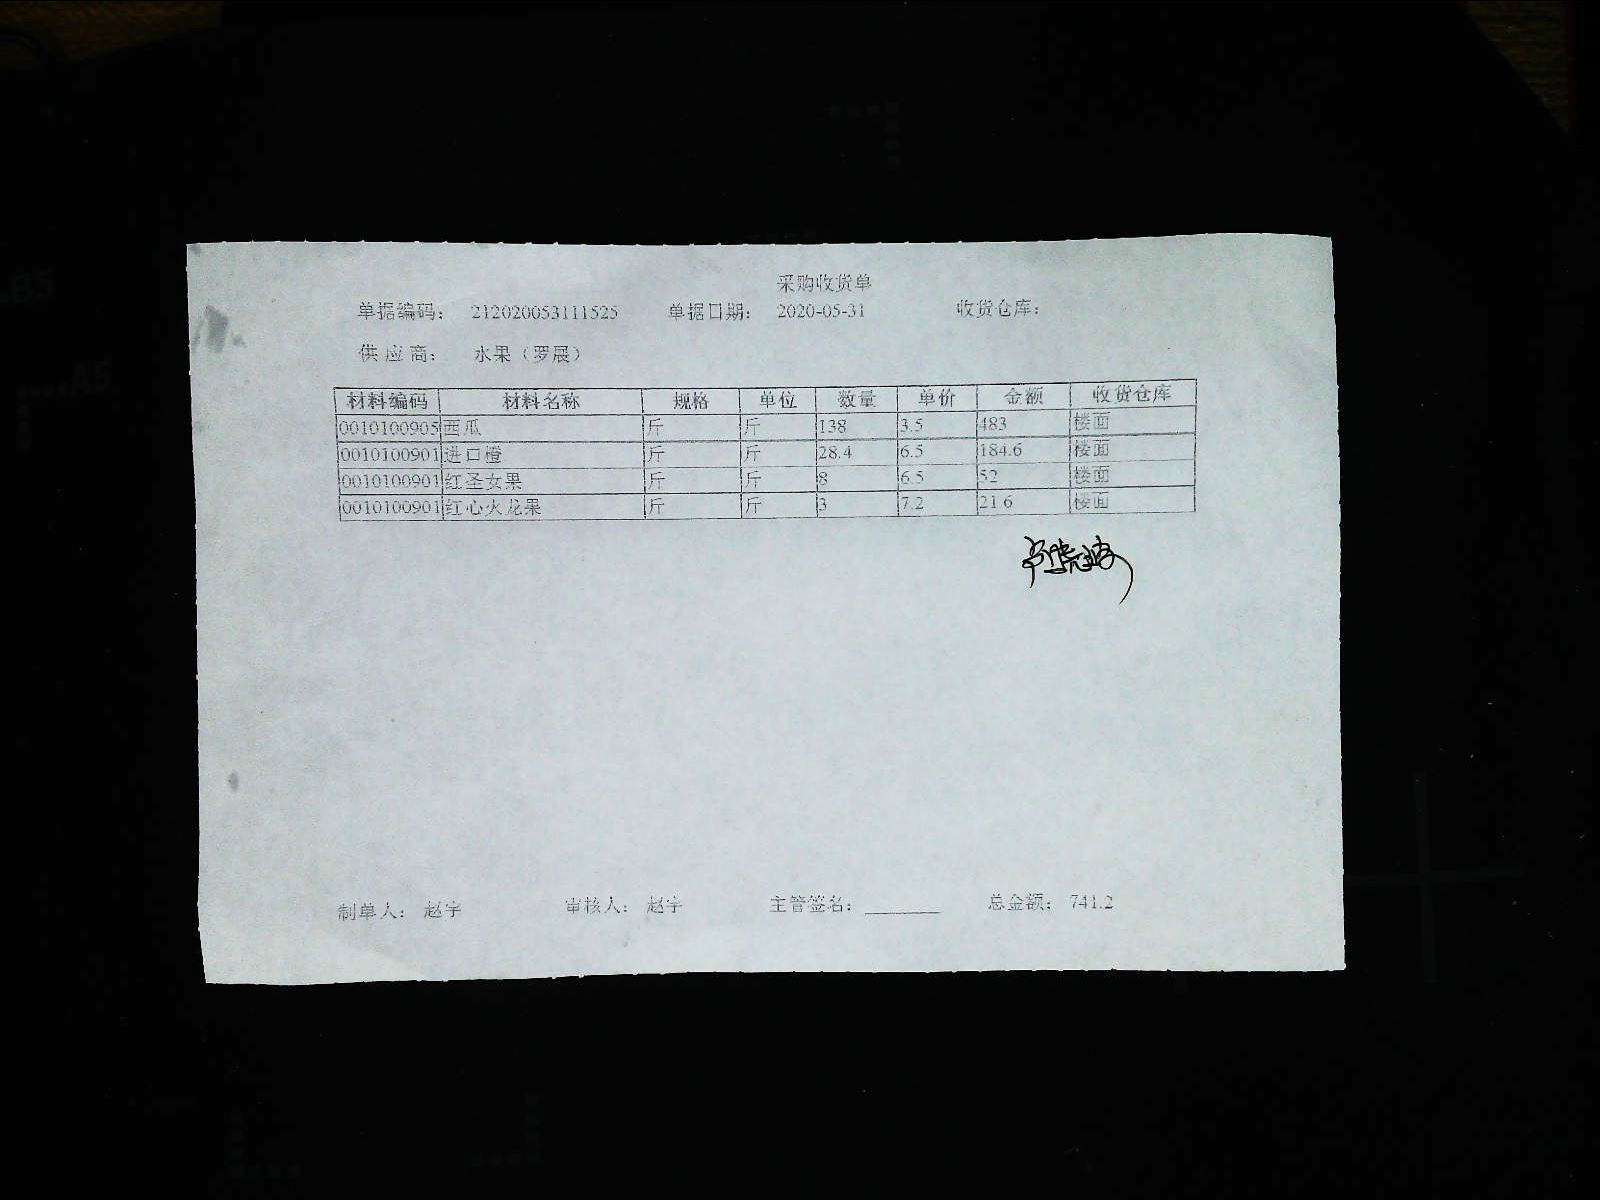 采购收货单
单据编码： 212020053111525 单据日期： 2020-05-31 收货仓库：
供应商： 水果（罗展）
材料编码 材料名称 规格 单位 数量 单价 金额 收货仓库
0010100905 西瓜 斤 斤 138 3.5 483 楼面
0010100901 进口橙 斤 斤 28.4 6.5 184.6 楼面
0010100901 红圣女果 斤 斤 8 6.5 52 楼面
0010100901 红心火龙果 斤 斤 3 7.2 21.6 楼面
制单人： 赵宇 审核人： 赵宇 主管签名： 总金额： 741.2
B5
A5